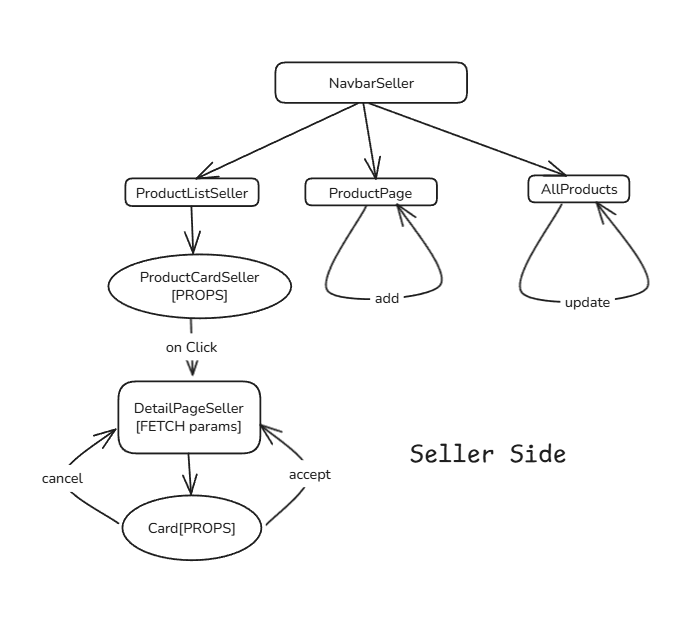 NavbarSeller
ProductListSeller
ProductPage
AllProducts
ProductCardSeller
[PROPS]
add
update
on Click
DetailPageSeller
[FETCH params]
Seller Side
cancel
accept
Card[PROPS]